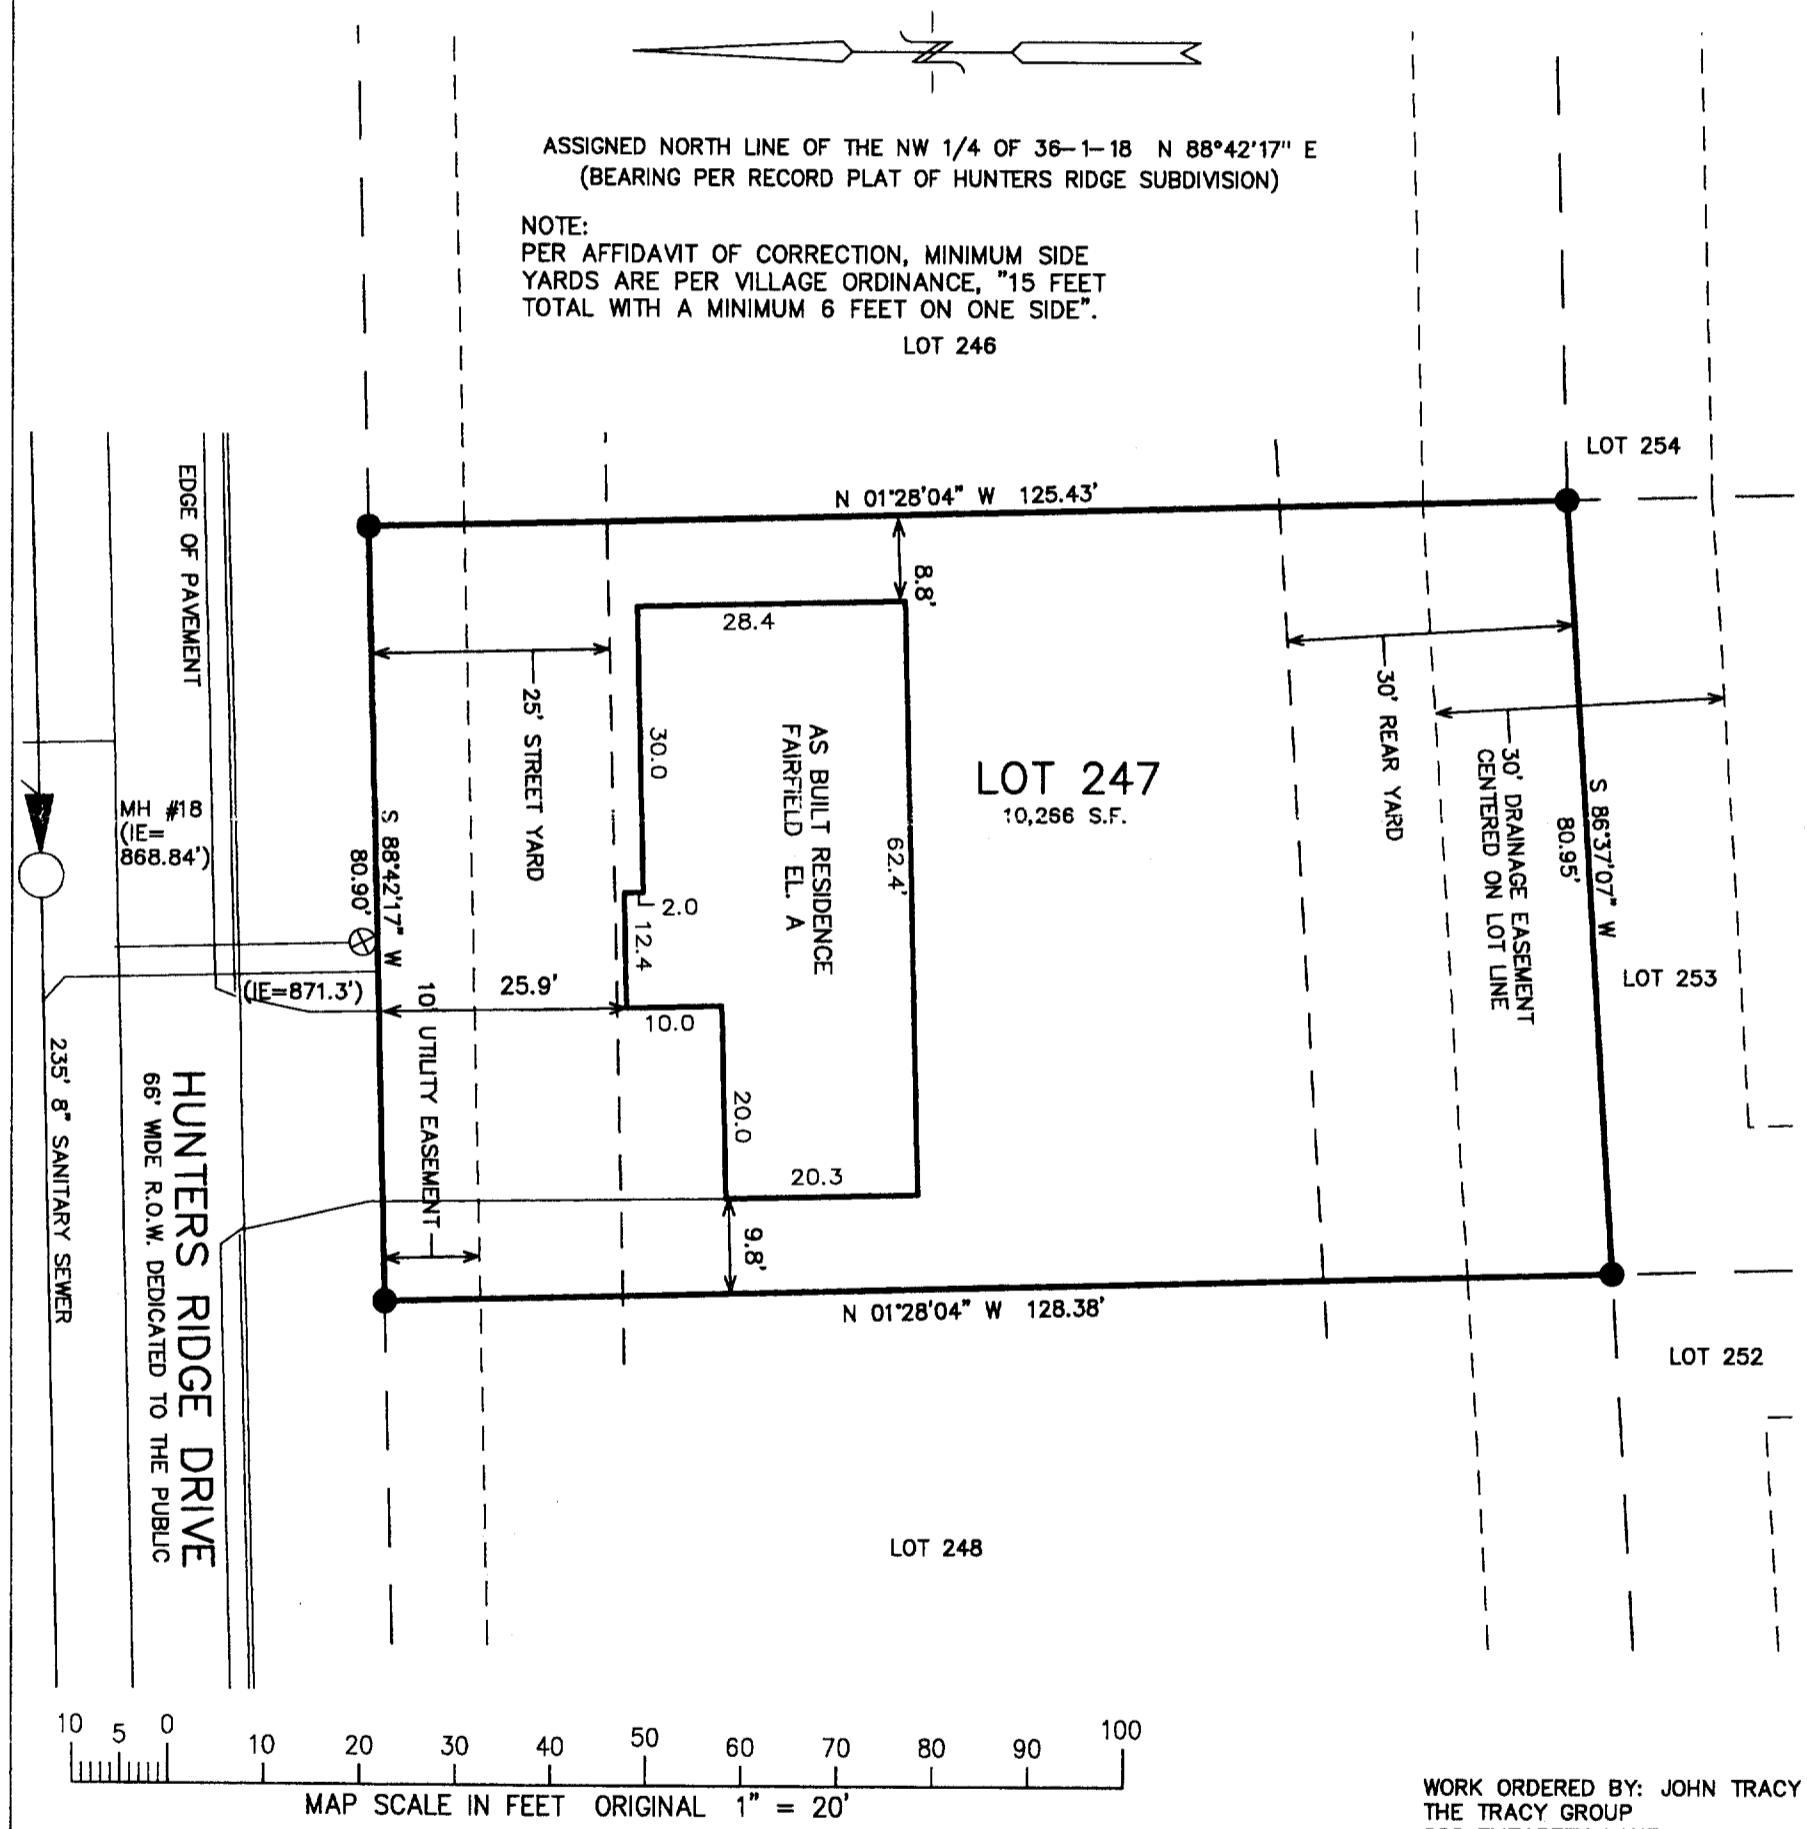 N
ASSIGNED NORTH LINE OF THE NW 1/4 OF 36-1-18 N 88°42'17" E
(BEARING PER RECORD PLAT OF HUNTERS RIDGE SUBDIVISION)
NOTE:
PER AFFIDAVIT OF CORRECTION, MINIMUM SIDE
YARDS ARE PER VILLAGE ORDINANCE, "15 FEET
TOTAL WITH A MINIMUM 6 FEET ON ONE SIDE".
LOT 246
LOT 254
N 01°28'04" W 125.43'
EDGE OF PAVEMENT
8.8'
28.4
25' STREET YARD
30.0
AS BUILT RESIDENCE
FAIRFIELD EL. A
62.4'
LOT 247
10,266 S.F.
30' REAR YARD
30' DRAINAGE EASEMENT
CENTERED ON LOT LINE
S 86°37'07" W
80.95'
MH #18
(IE=
868.84')
S 88°42'17" W
80.90'
2.0
12.4
LOT 253
(IE=871.3')
25.9'
10.0
10' UTILITY EASEMENT
20.0
20.3
9.8'
235' 8" SANITARY SEWER
HUNTERS RIDGE DRIVE
66' WIDE R.O.W. DEDICATED TO THE PUBLIC
N 01°28'04" W 128.38'
LOT 252
LOT 248
10 5 0 10 20 30 40 50 60 70 80 90 100
MAP SCALE IN FEET ORIGINAL 1" = 20'
WORK ORDERED BY: JOHN TRACY
THE TRACY GROUP